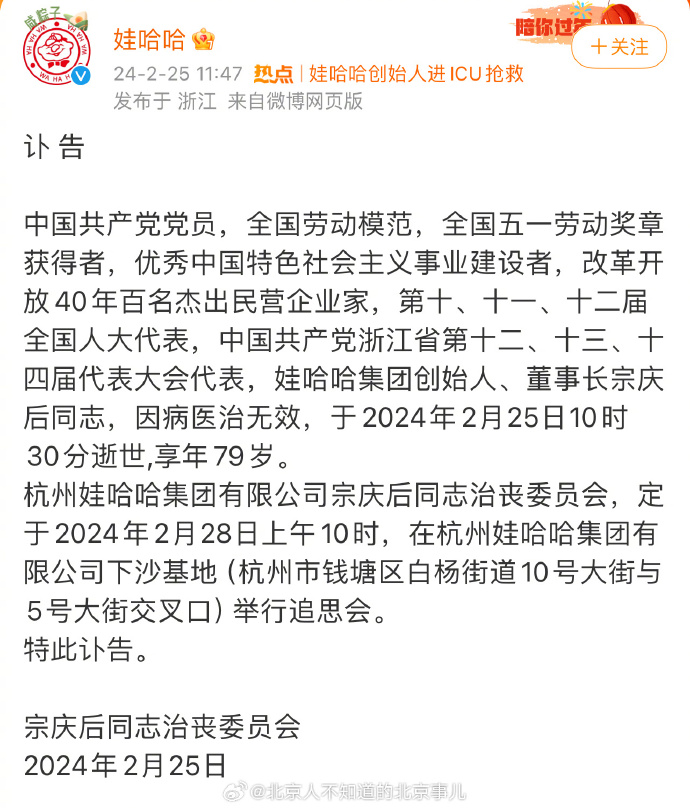 咸粽子
陪你过年
WA HA HA
WA HA HA
娃哈哈
+关注
24-2-25 11:47 热点 | 娃哈哈创始人进ICU抢救
发布于 浙江 来自微博网页版
讣 告
中国共产党党员，全国劳动模范，全国五一劳动奖章
获得者，优秀中国特色社会主义事业建设者，改革开
放40年百名杰出民营企业家，第十、十一、十二届
全国人大代表，中国共产党浙江省第十二、十三、十
四届代表大会代表，娃哈哈集团创始人、董事长宗庆
后同志，因病医治无效，于2024年2月25日10时
30分逝世,享年79岁。
杭州娃哈哈集团有限公司宗庆后同志治丧委员会，定
于2024年2月28日上午10时，在杭州娃哈哈集团有
限公司下沙基地（杭州市钱塘区白杨街道10号大街与
5号大街交叉口）举行追思会。
特此讣告。
宗庆后同志治丧委员会
2024年2月25日
@北京人不知道的北京事儿